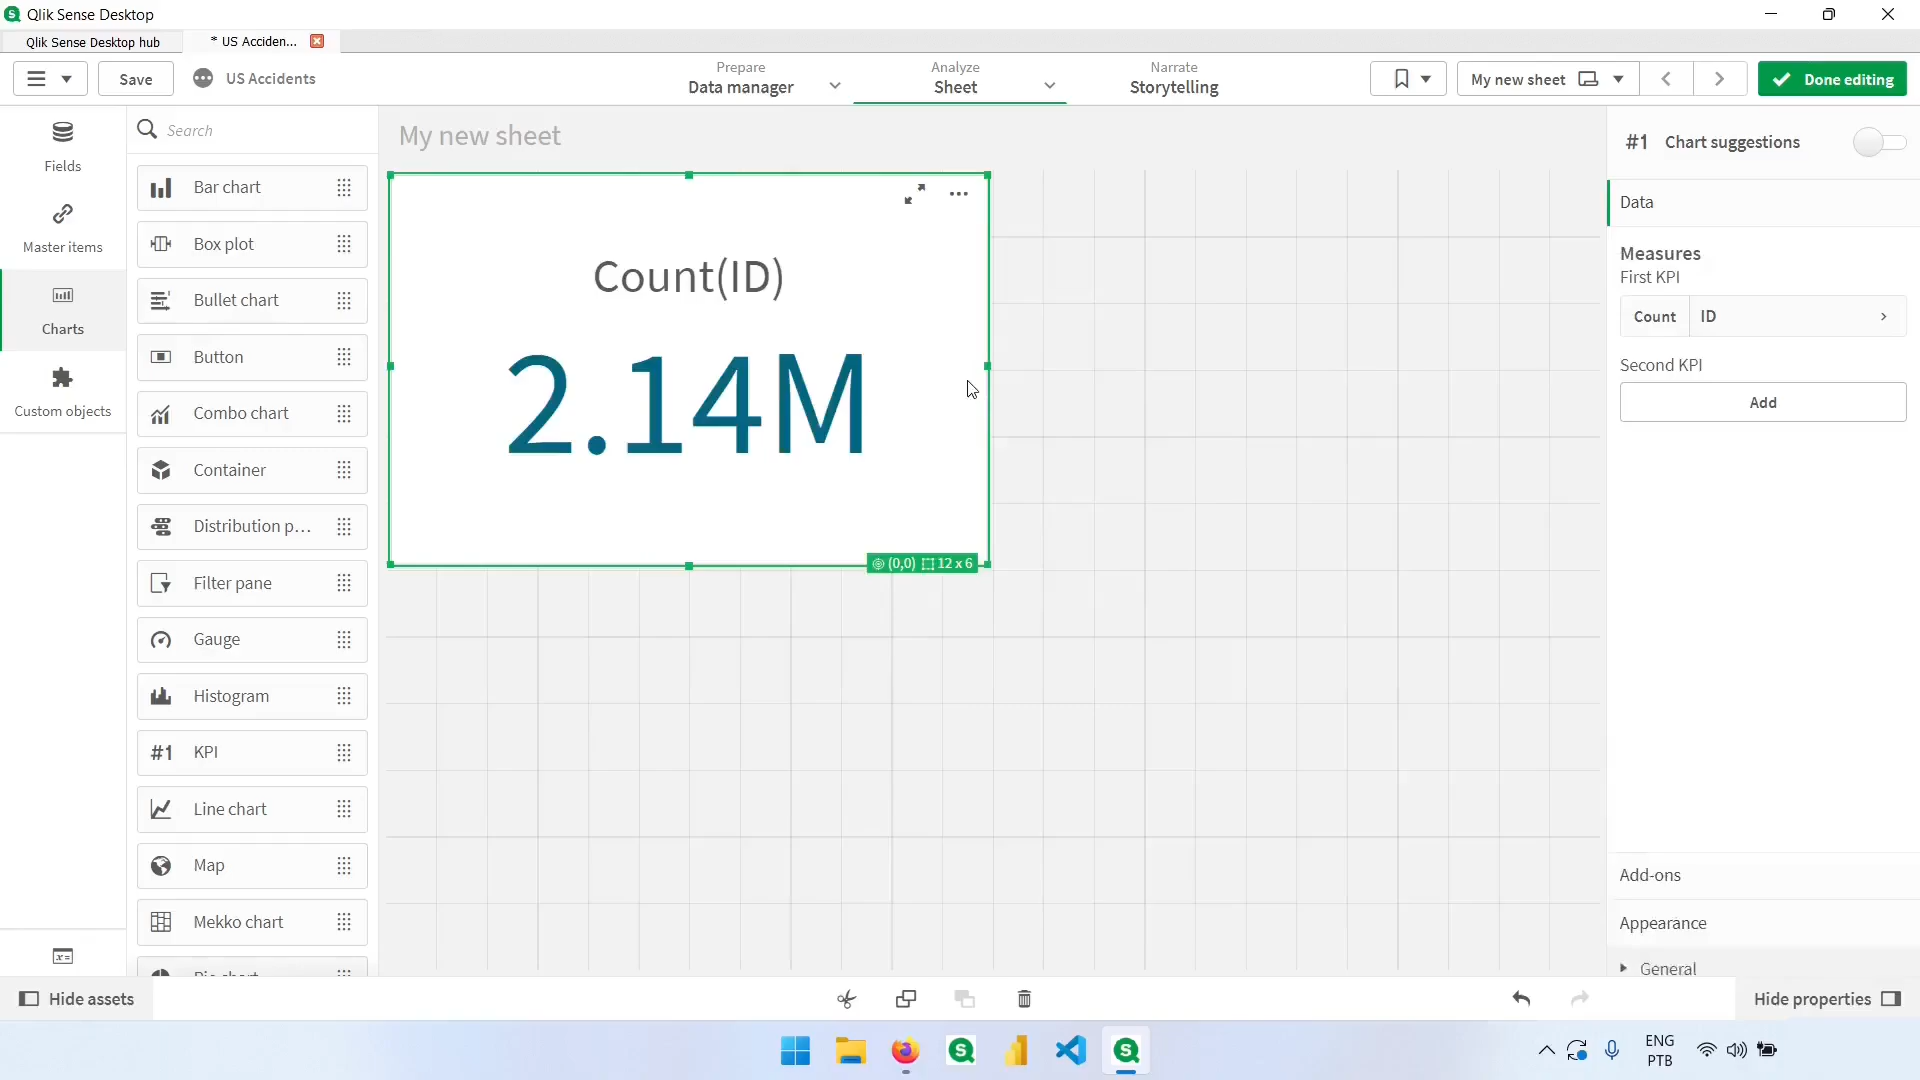 Qlik Sense Desktop
Qlik Sense Desktop hub
* US Acciden...
Save
US Accidents
Prepare
Data manager
Analyze
Sheet
Narrate
Storytelling
My new sheet
Done editing
Fields
Master items
Charts
Custom objects
Search
Bar chart
Box plot
Bullet chart
Button
Combo chart
Container
Distribution p...
Filter pane
Gauge
Histogram
#1 KPI
Line chart
Map
Mekko chart
Pie chart
My new sheet
Count(ID)
2.14M
(0,0) 12 x 6
#1 Chart suggestions
Data
Measures
First KPI
Count ID
Second KPI
Add
Add-ons
Appearance
General
Hide assets
Hide properties
ENG
PTB